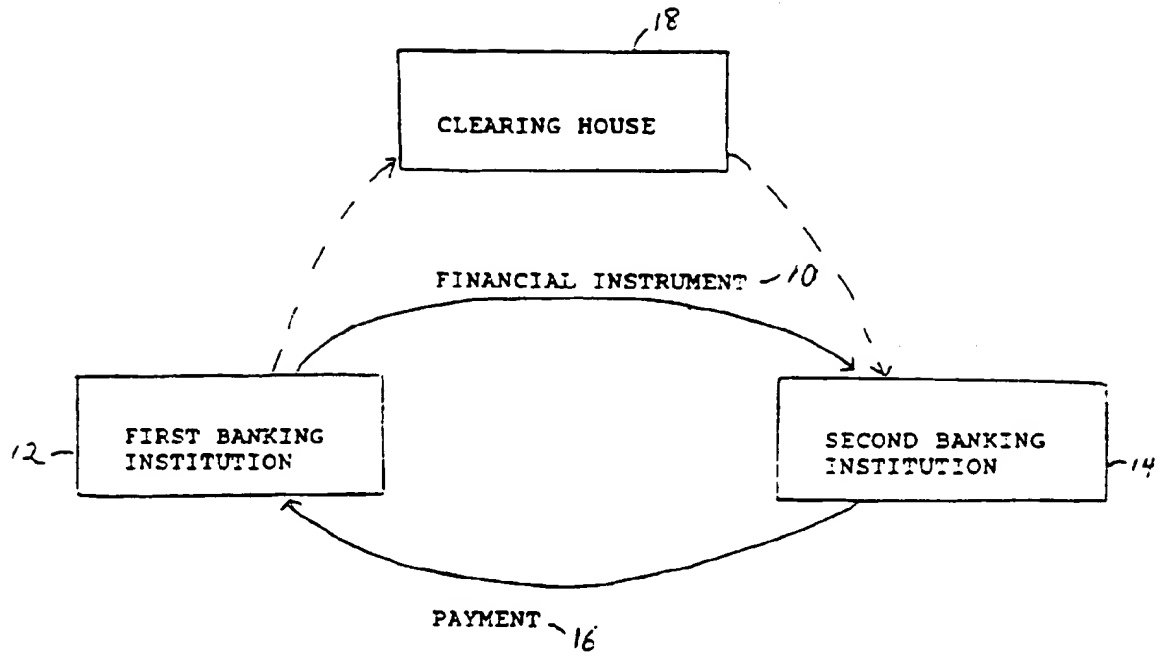 18
CLEARING HOUSE
FINANCIAL INSTRUMENT 10
12
FIRST BANKING
INSTITUTION
SECOND BANKING
INSTITUTION
14
PAYMENT
16